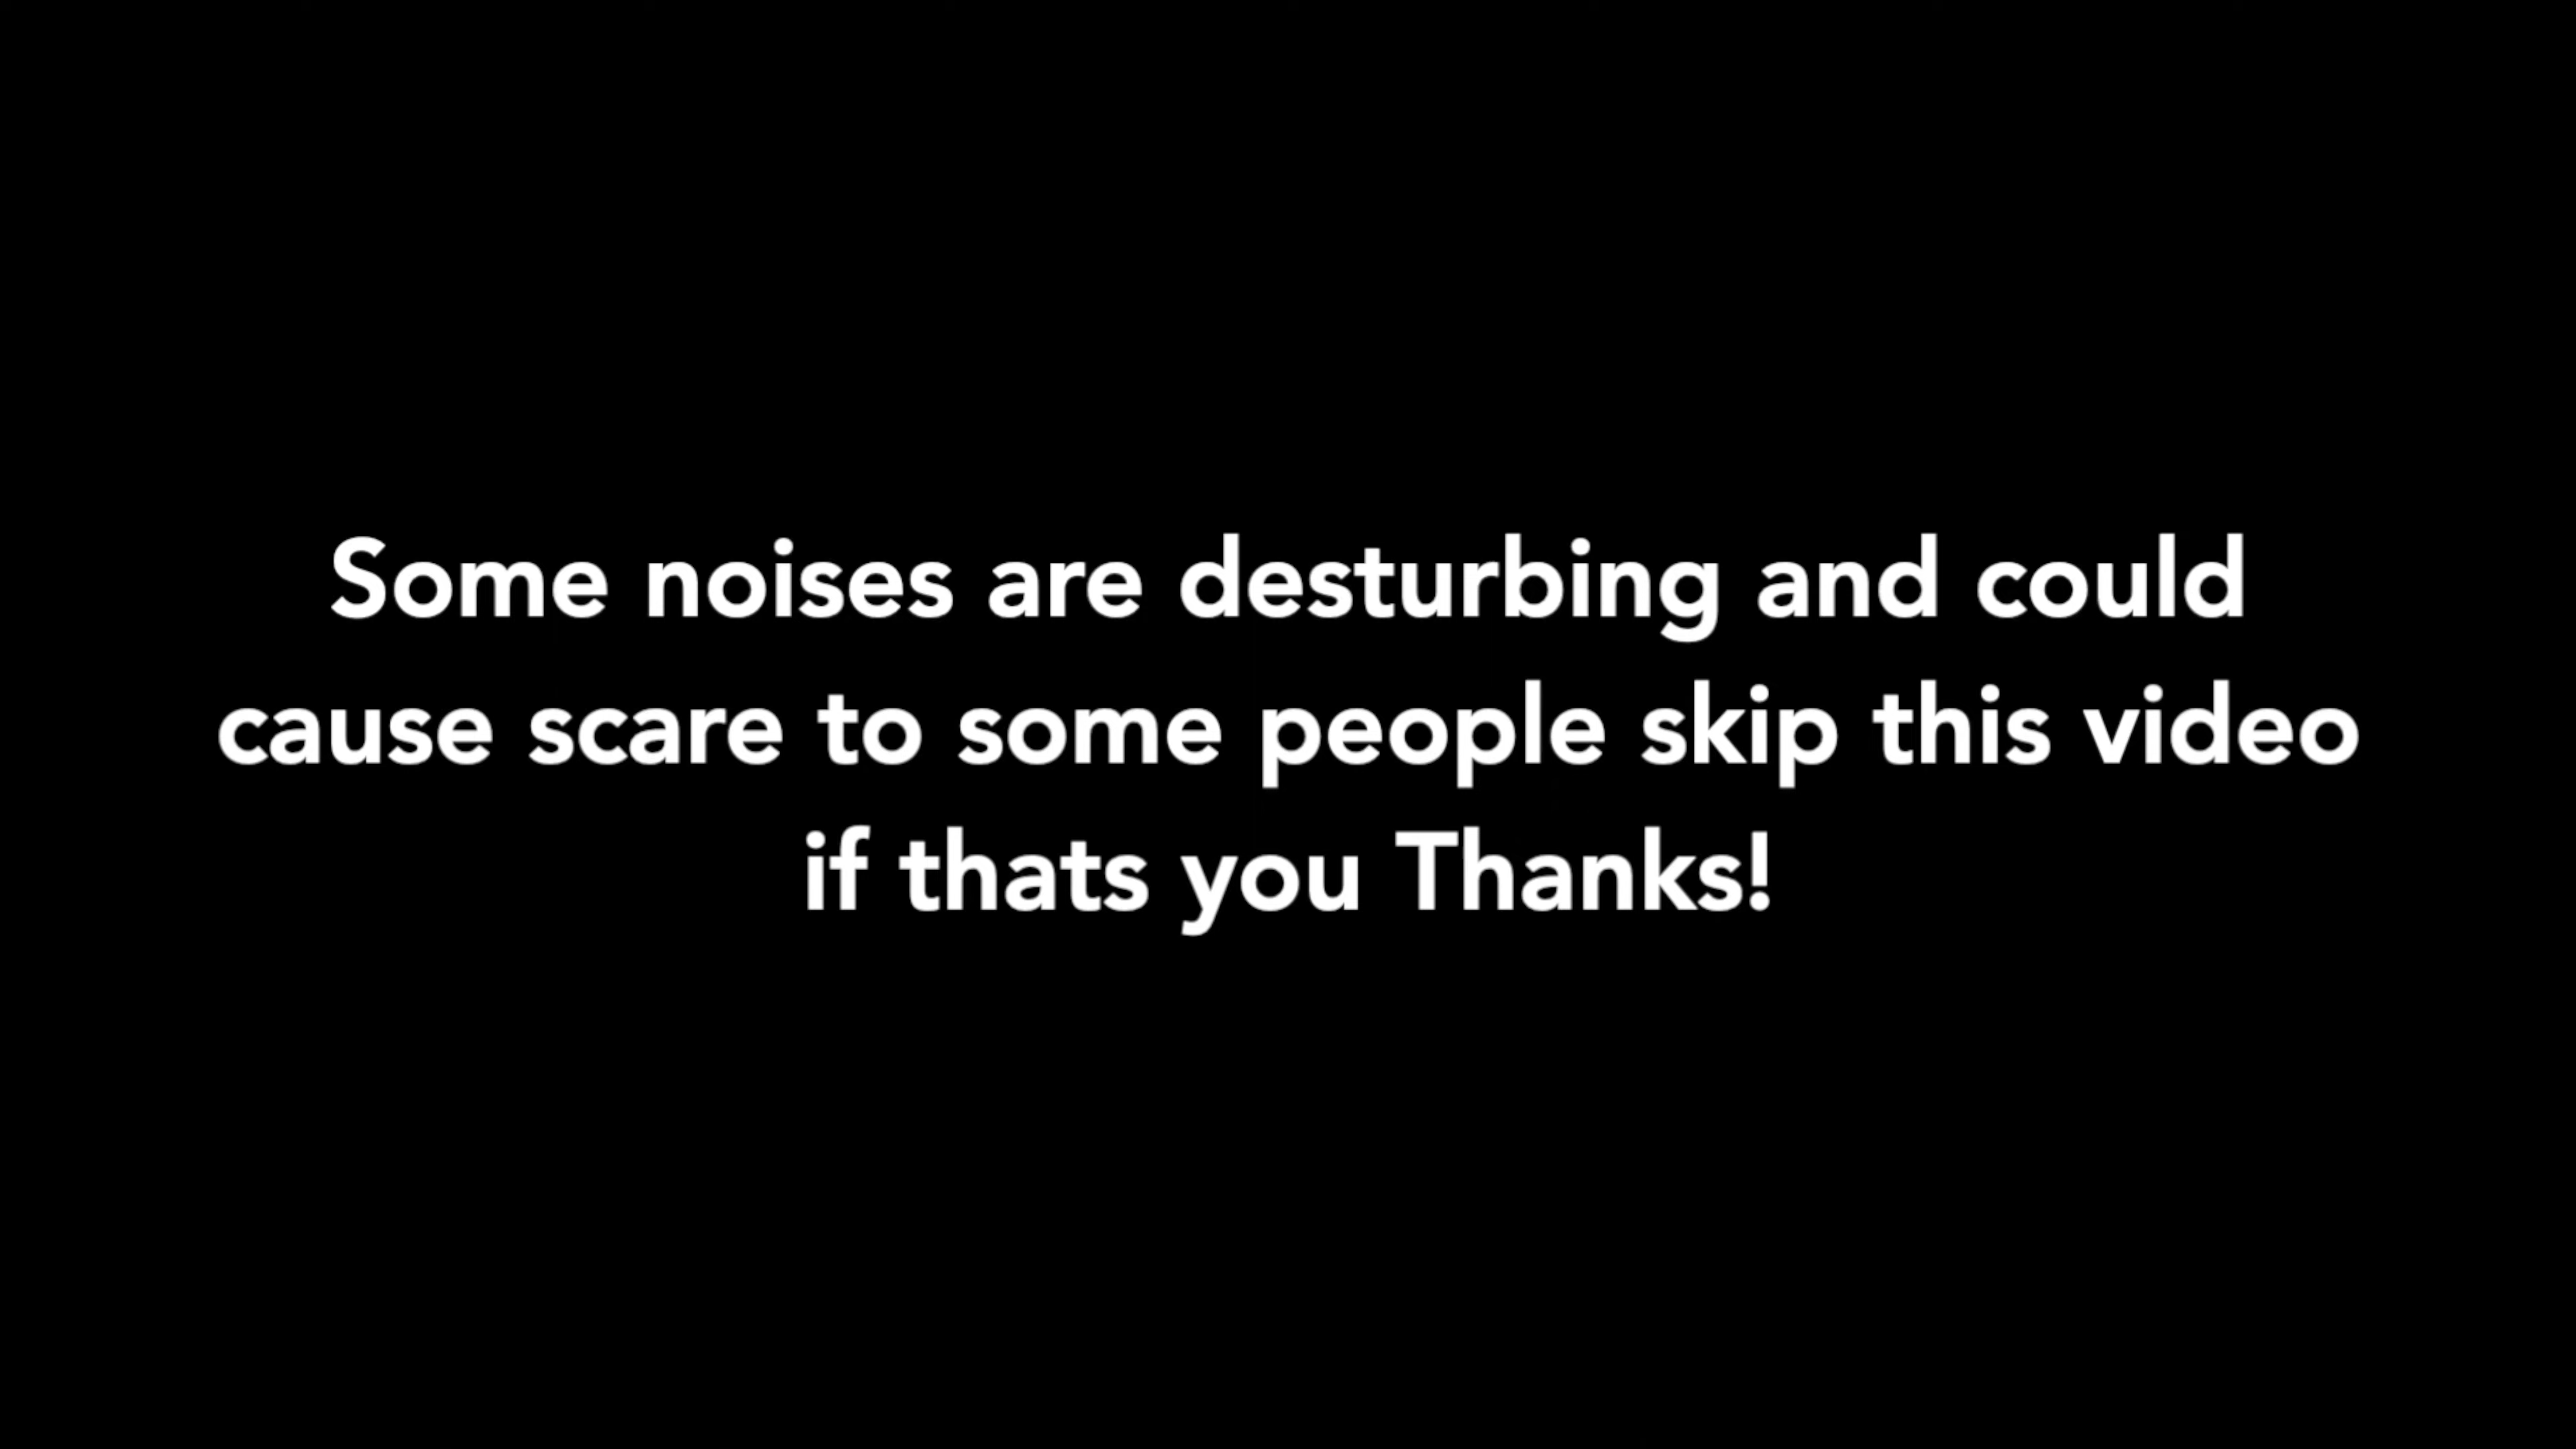 Some noises are desturbing and could
cause scare to some people skip this video
if thats you Thanks!